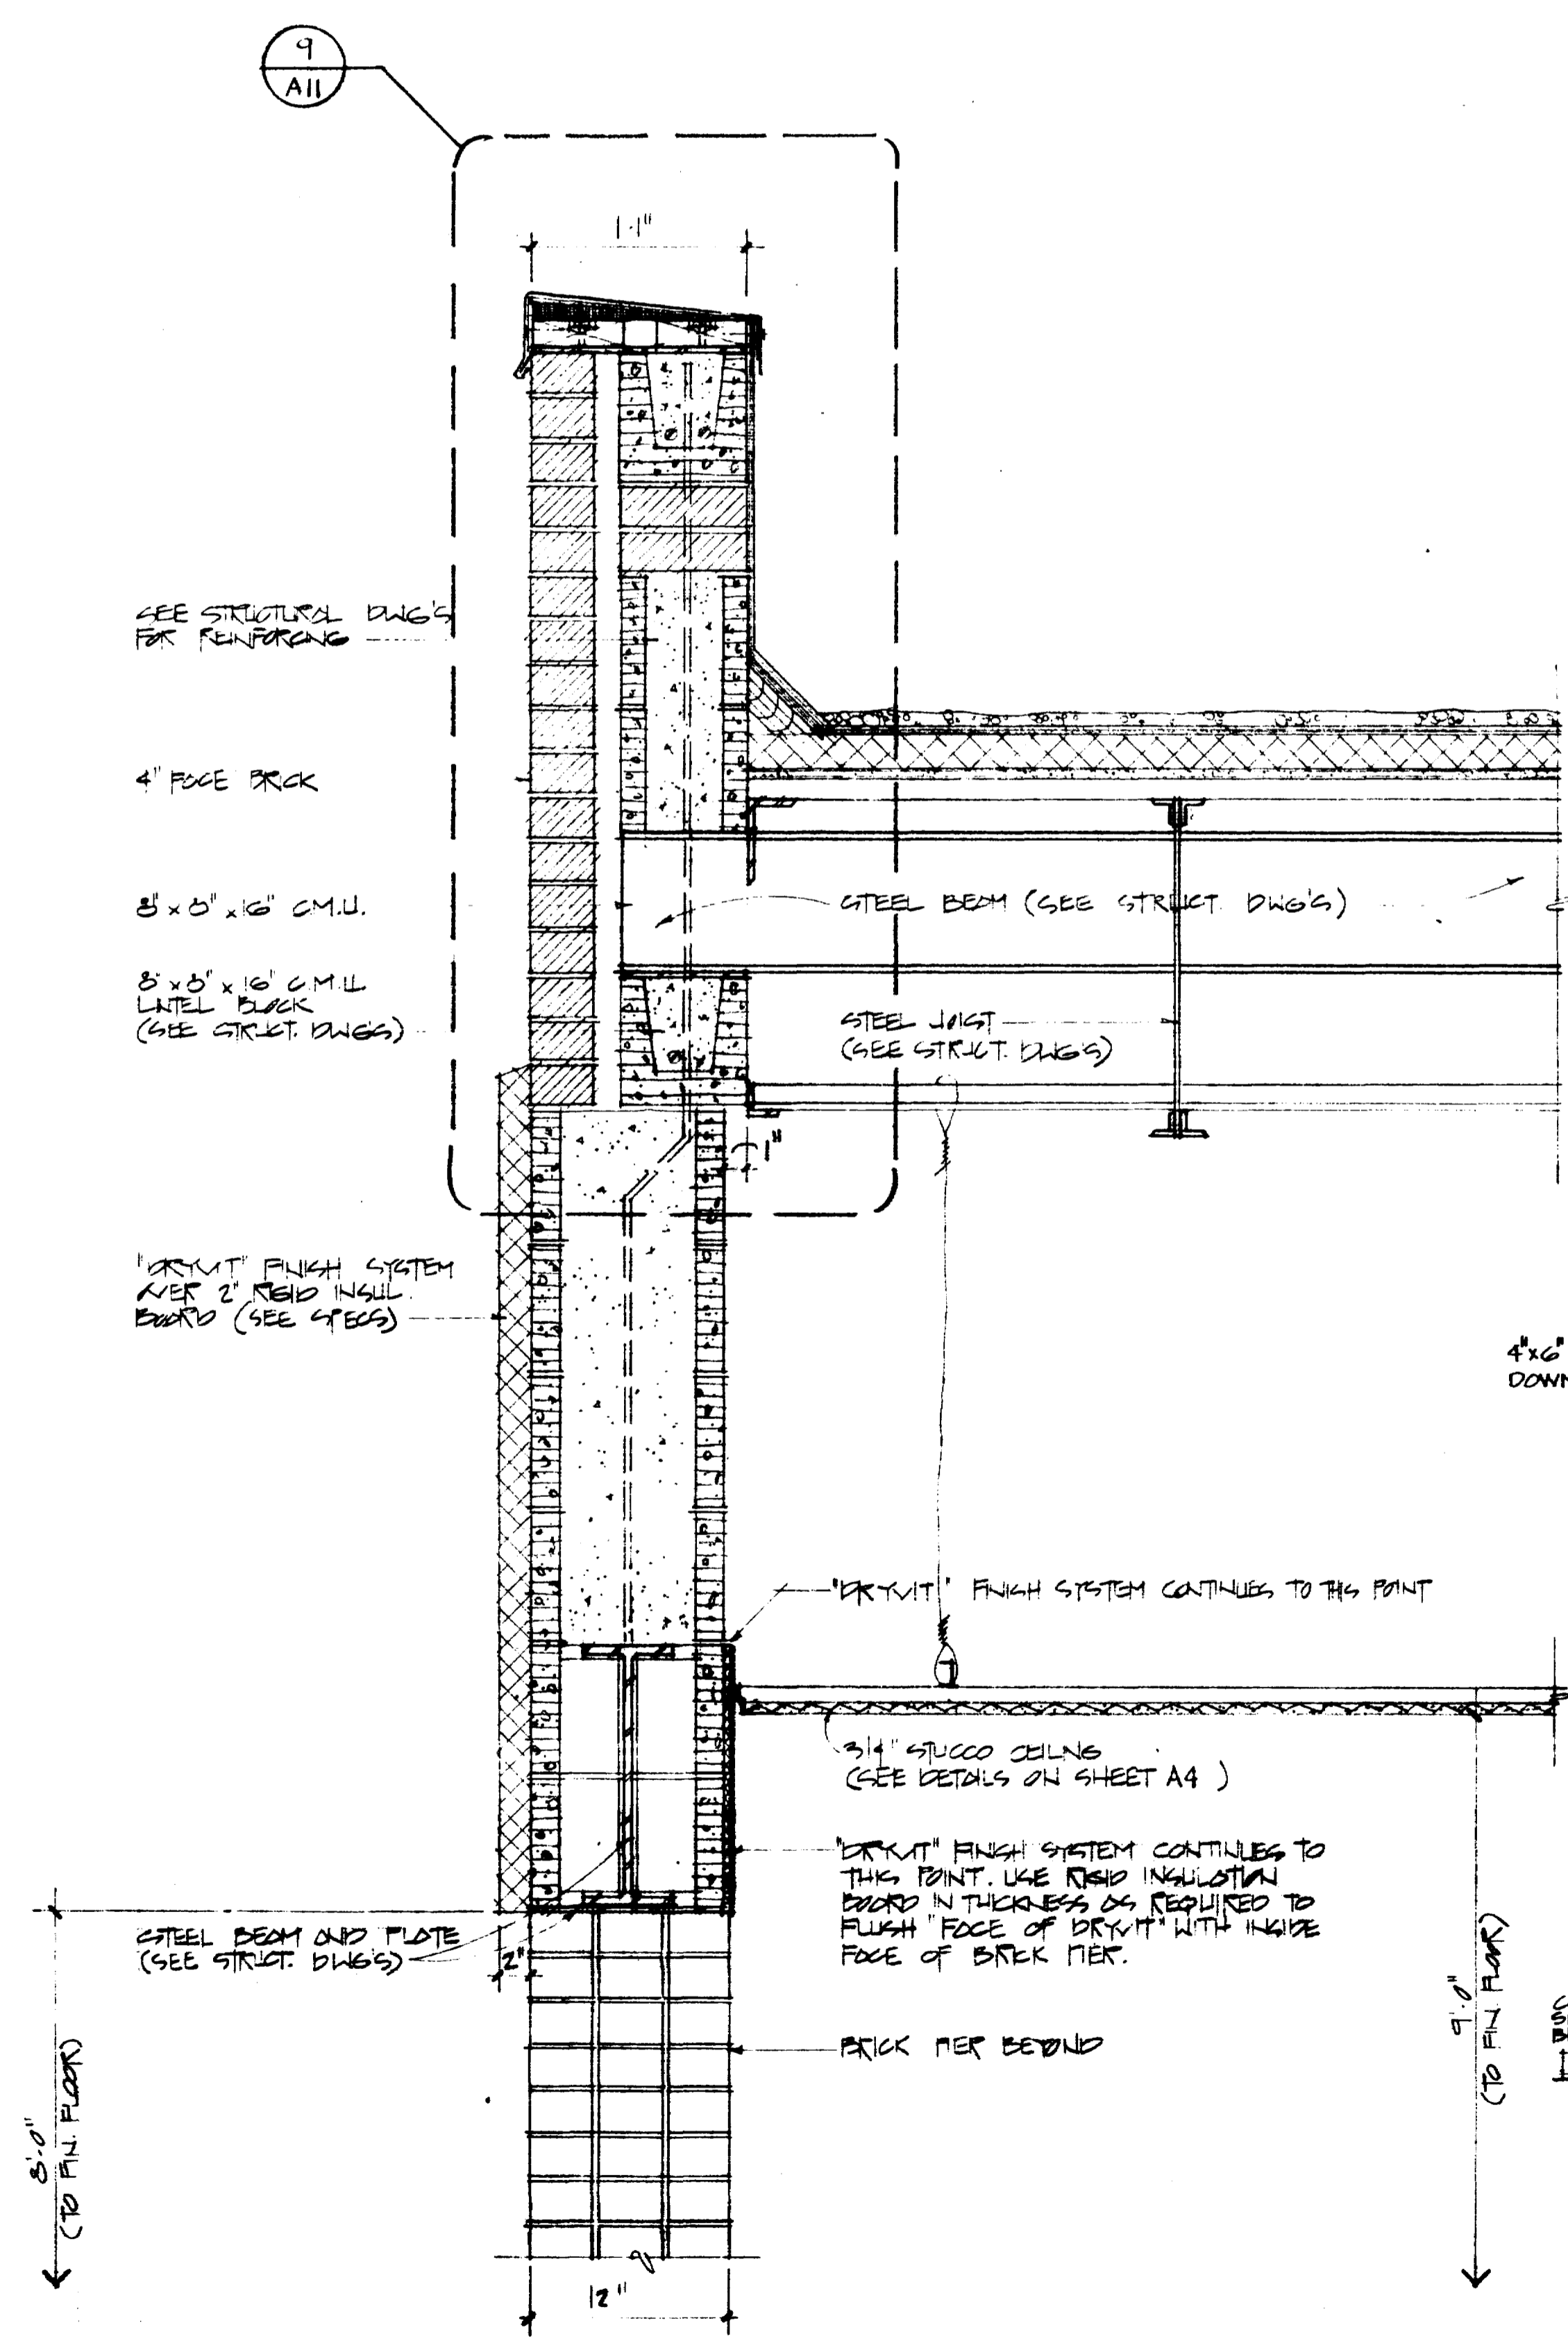 9
A11
1'-1"
SEE STRUCTURAL DWG'S
FOR REINFORCING
4" FACE BRICK
8" x 8" x 16" C.M.U.
STEEL BEAM (SEE STRUCT. DWG'S)
8" x 8" x 16" C.M.U.
LINTEL BLOCK
(SEE STRUCT. DWG'S)
STEEL JOIST
(SEE STRUCT. DWG'S)
1"
"DRYVIT" FINISH SYSTEM
OVER 2" RIGID INSUL.
BOARD (SEE SPECS)
4"x6"
"DRYVIT" FINISH SYSTEM CONTINUES TO THIS POINT
3/4" STUCCO CEILING
(SEE DETAILS ON SHEET A4)
"DRYVIT" FINISH SYSTEM CONTINUES TO
THIS POINT. USE RIGID INSULATION
BOARD IN THICKNESS AS REQUIRED TO
FLUSH "FACE OF DRYVIT" WITH INSIDE
FACE OF BRICK PIER.
STEEL BEAM AND PLATE
(SEE STRUCT. DWG'S)
2"
BRICK PIER BEYOND
8'-0"
(TO FIN. FLOOR)
9'-0"
(TO FIN. FLOOR)
12"